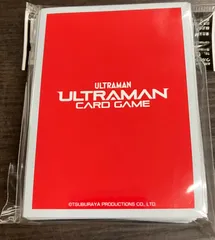 ULTRAMAN
ULTRAMAN
CARD GAME
©TSUBURAYA PRODUCTIONS CO., LTD.